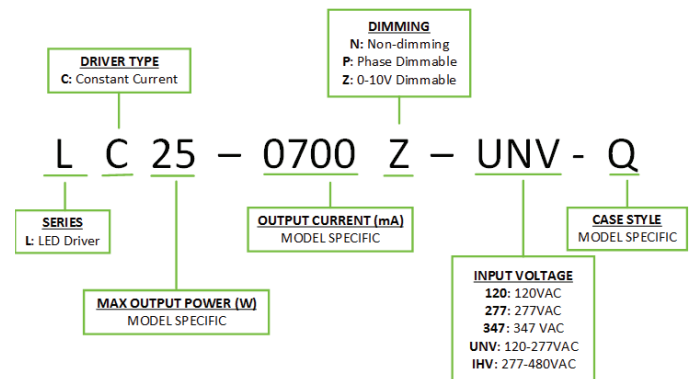 DIMMING
N: Non-dimming
P: Phase Dimmable
Z: 0-10V Dimmable
DRIVER TYPE
C: Constant Current
L C 25 – 0700 Z – UNV - Q
SERIES
L: LED Driver
OUTPUT CURRENT (mA)
MODEL SPECIFIC
CASE STYLE
MODEL SPECIFIC
MAX OUTPUT POWER (W)
MODEL SPECIFIC
INPUT VOLTAGE
120: 120VAC
277: 277VAC
347: 347 VAC
UNV: 120-277VAC
IHV: 277-480VAC